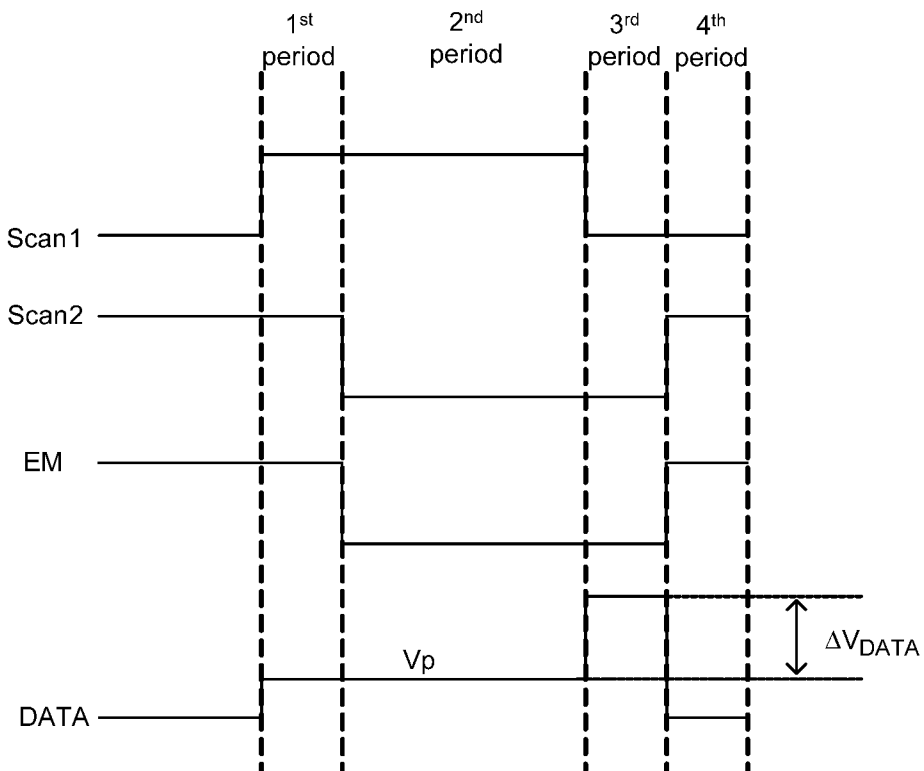 1st period
2nd period
3rd period
4th period
Scan1
Scan2
EM
Vp
ΔVDATA
DATA